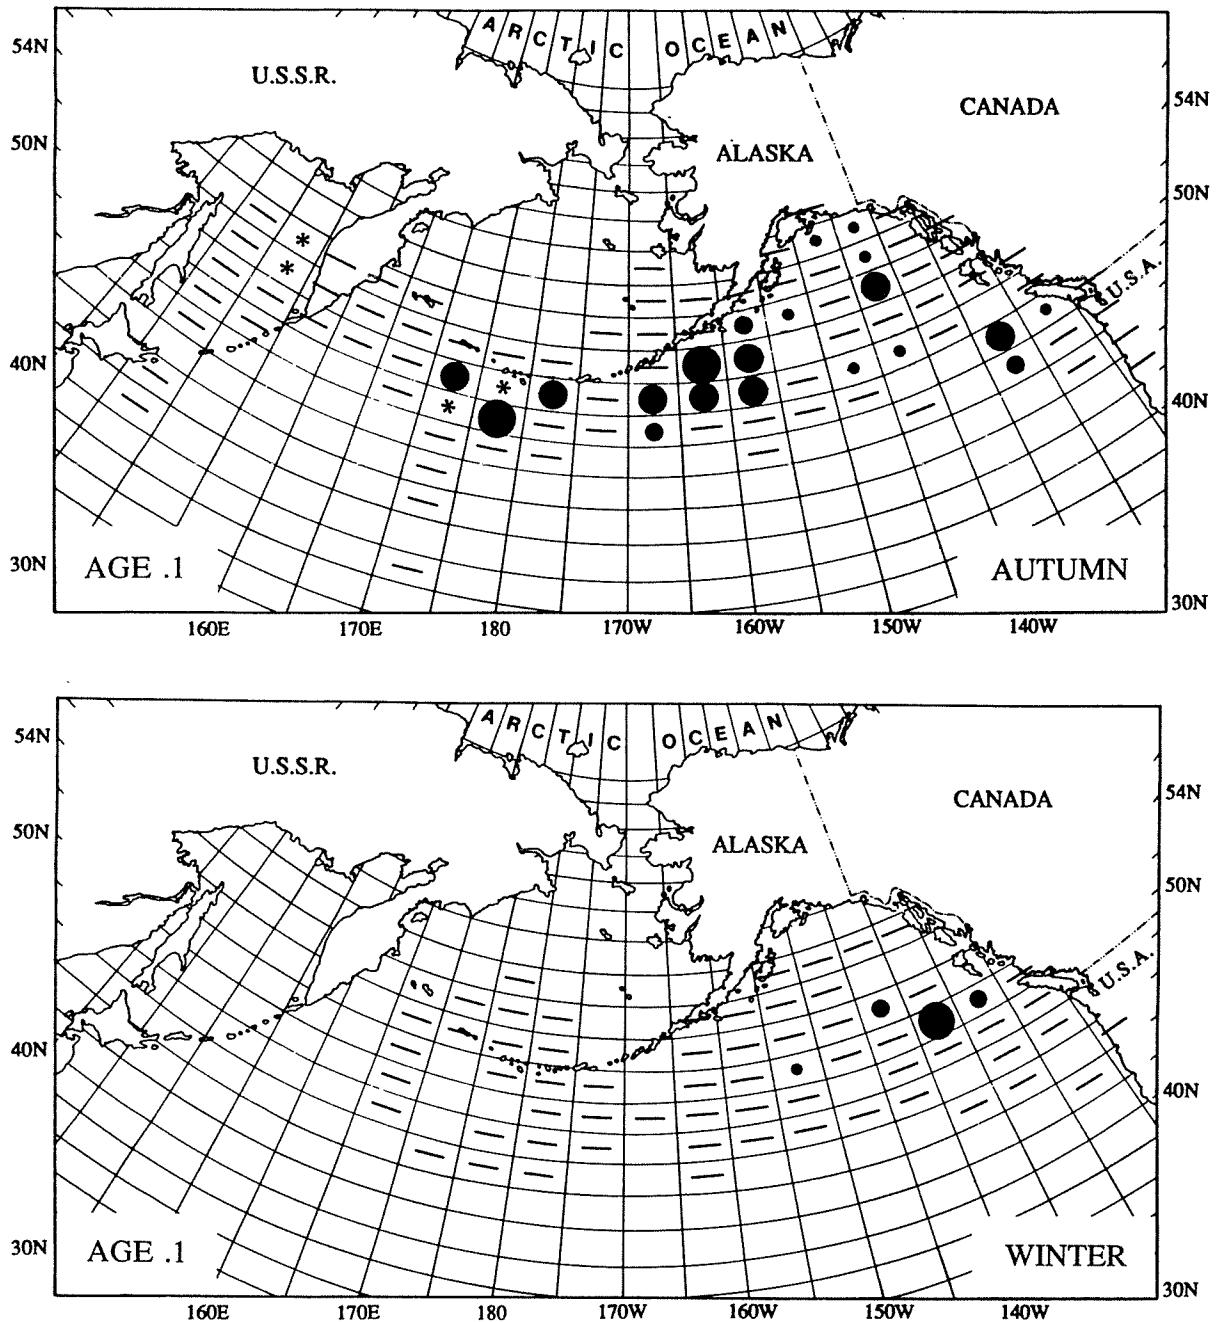 ARCTIC OCEAN
54N
U.S.S.R.
CANADA
54N
50N
ALASKA
50N
U.S.A.
* *
40N
* *
40N
30N
AGE .1
AUTUMN
30N
160E 170E 180 170W 160W 150W 140W
ARCTIC OCEAN
54N
U.S.S.R.
CANADA
54N
50N
ALASKA
50N
U.S.A.
40N
40N
30N
AGE .1
WINTER
30N
160E 170E 180 170W 160W 150W 140W